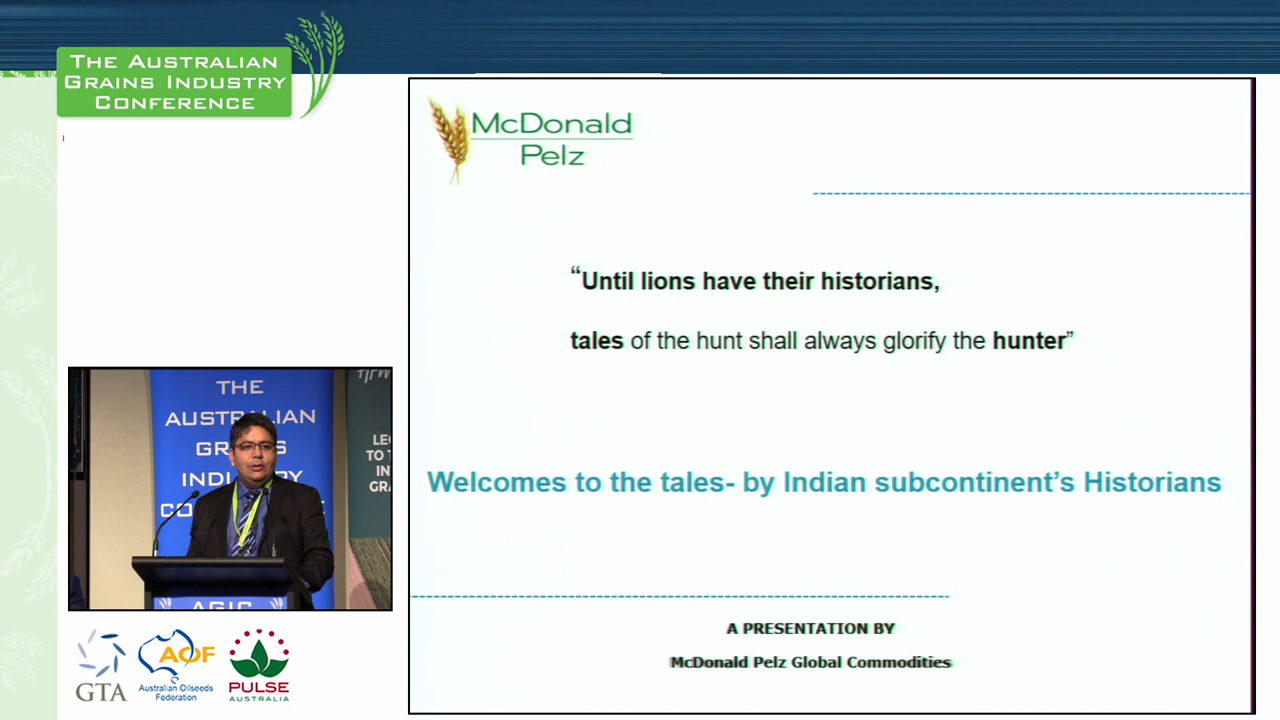 THE AUSTRALIAN
GRAINS INDUSTRY
CONFERENCE
McDonald
Pelz
“Until lions have their historians,
tales of the hunt shall always glorify the hunter”
Welcomes to the tales- by Indian subcontinent’s Historians
A PRESENTATION BY
McDonald Pelz Global Commodities
THE
AUSTRALIAN
INDU
AGIC
LEG
TO T
IN
GRA
GTA
AOF
Australian Oilseeds
Federation
PULSE
AUSTRALIA